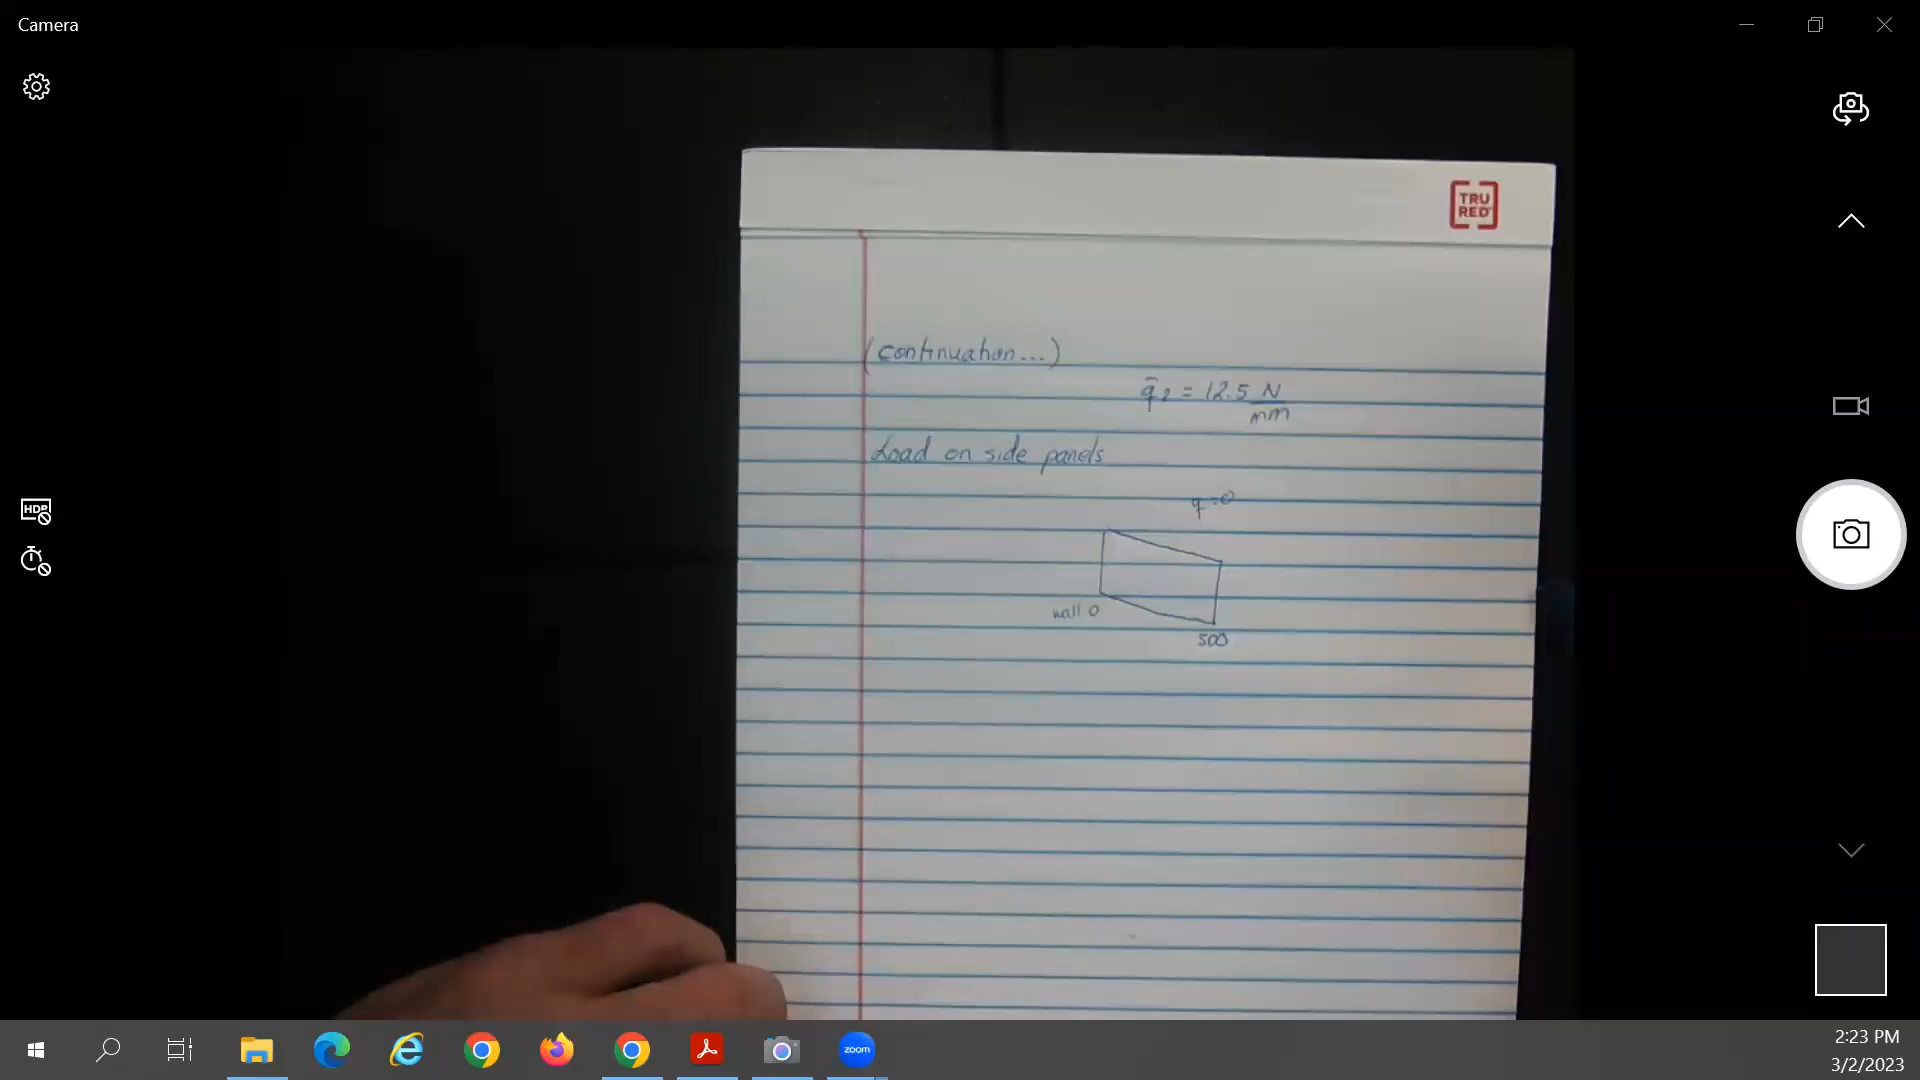 Camera
TRU
RED
(continuation...)
q̄₂ = 12.5 N
mm
Load on side panels
q = 0
wall 0
500
HDR
zoom
2:23 PM
3/2/2023